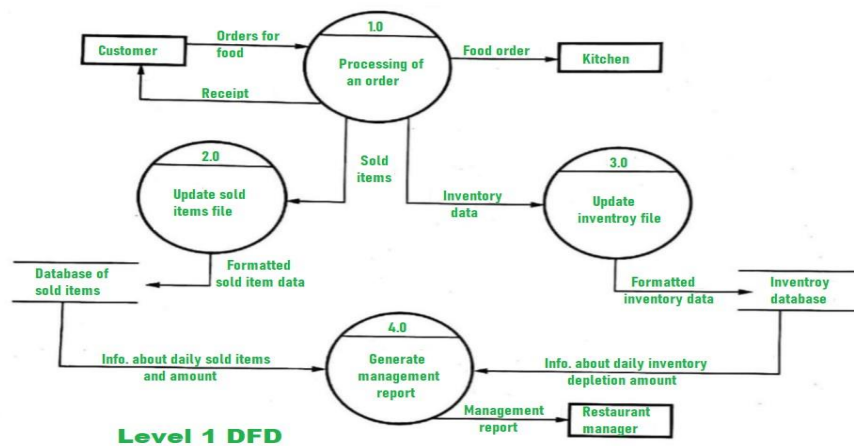 1.0
Customer
Orders for
food
Processing of
an order
Food order
Kitchen
Receipt
2.0
Update sold
items file
Sold
items
3.0
Update
inventroy file
Inventory
data
Database of
sold items
Formatted
sold item data
Formatted
inventory data
Inventroy
database
4.0
Generate
management
report
Info. about daily sold items
and amount
Info. about daily inventory
depletion amount
Management
report
Restaurant
manager
Level 1 DFD